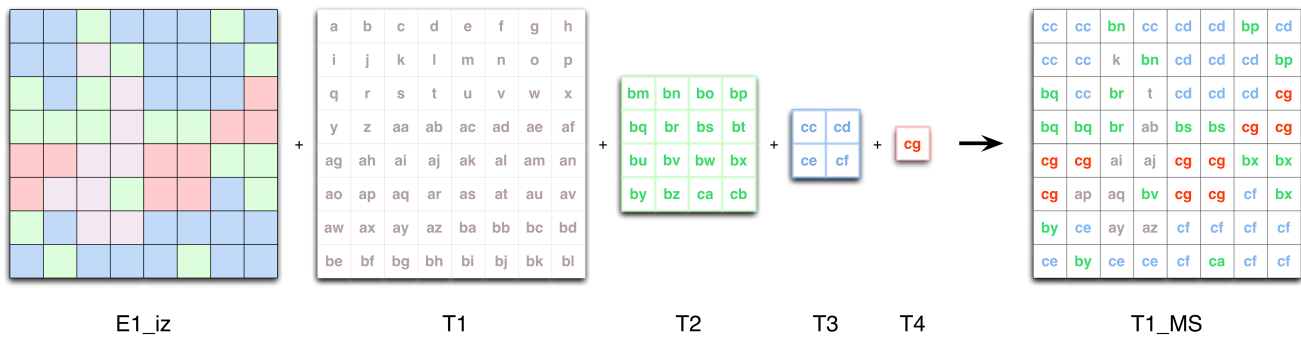 a b c d e f g h
i j k l m n o p
q r s t u v w x
y z aa ab ac ad ae af
ag ah ai aj ak al am an
ao ap aq ar as at au av
aw ax ay az ba bb bc bd
be bf bg bh bi bj bk bl
+
+
bm bn bo bp
bq br bs bt
bu bv bw bx
by bz ca cb
+
cc cd
ce cf
+
cg
cc cc bn cc cd cd bp cd
cc cc k bn cd cd cd bp
bq cc br t cd cd cd cg
bq bq br ab bs bs cg cg
cg cg ai aj cg cg bx bx
cg ap aq bv cg cg cf bx
by ce ay az cf cf cf cf
ce by ce ce cf ca cf cf
E1_iz T1 T2 T3 T4 T1_MS